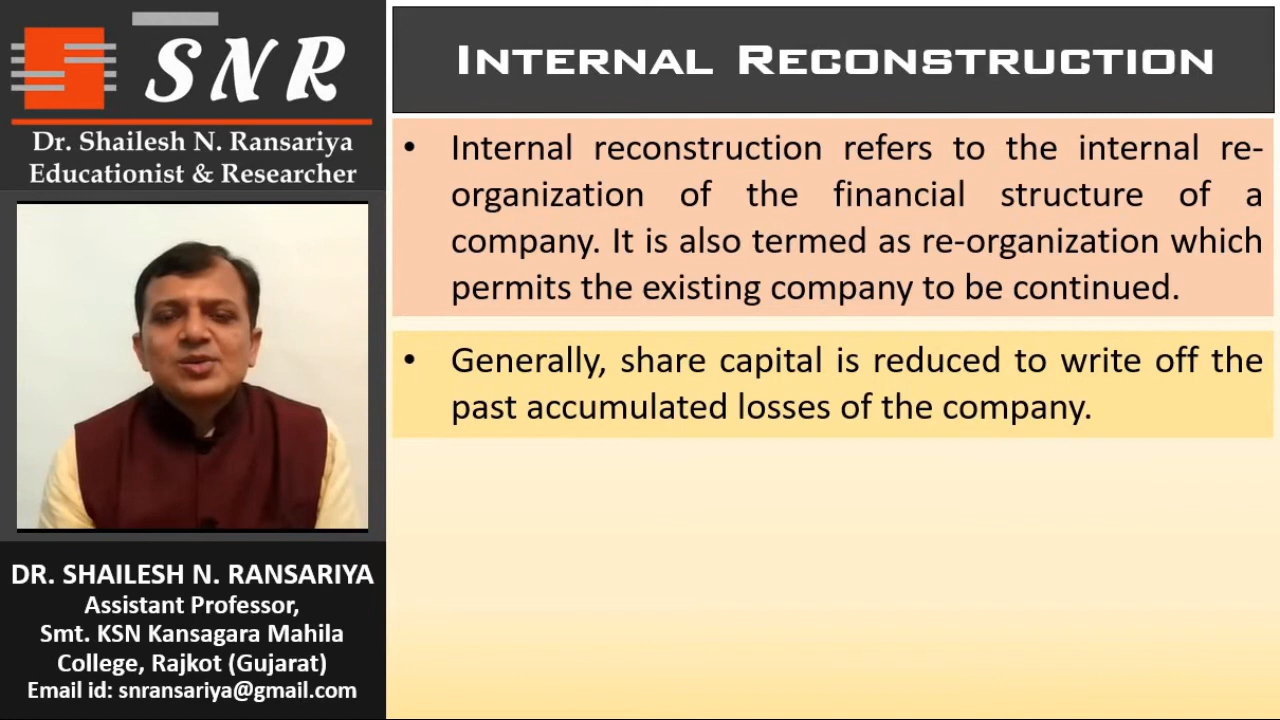 SNR
Dr. Shailesh N. Ransariya
Educationist & Researcher
DR. SHAILESH N. RANSARIYA
Assistant Professor,
Smt. KSN Kansagara Mahila
College, Rajkot (Gujarat)
Email id: snransariya@gmail.com
INTERNAL RECONSTRUCTION
• Internal reconstruction refers to the internal re-
organization of the financial structure of a
company. It is also termed as re-organization which
permits the existing company to be continued.
• Generally, share capital is reduced to write off the
past accumulated losses of the company.